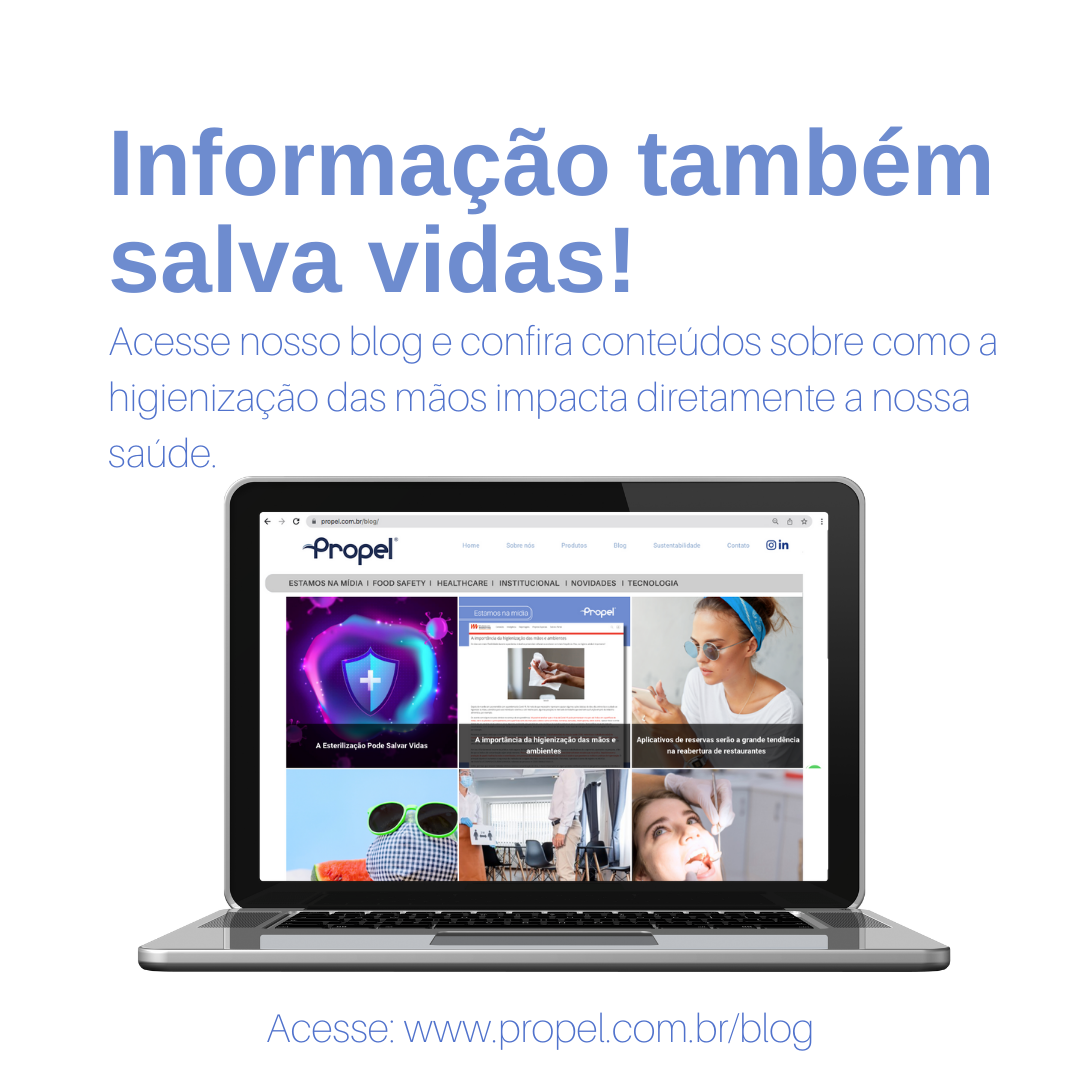 Informação também
salva vidas!
Acesse nosso blog e confira conteúdos sobre como a
higienização das mãos impacta diretamente a nossa
saúde.
propel.com.br/blog/
Propel®
Home Sobre nós Produtos Blog Sustentabilidade Contato
ESTAMOS NA MÍDIA I FOOD SAFETY I HEALTHCARE I INSTITUCIONAL I NOVIDADES I TECNOLOGIA
Estamos na mídia Propel
A importância da higienização das mãos e ambientes
A Esterilização Pode Salvar Vidas
A importância da higienização das mãos e
ambientes
Aplicativos de reservas serão a grande tendência
na reabertura de restaurantes
Acesse: www.propel.com.br/blog